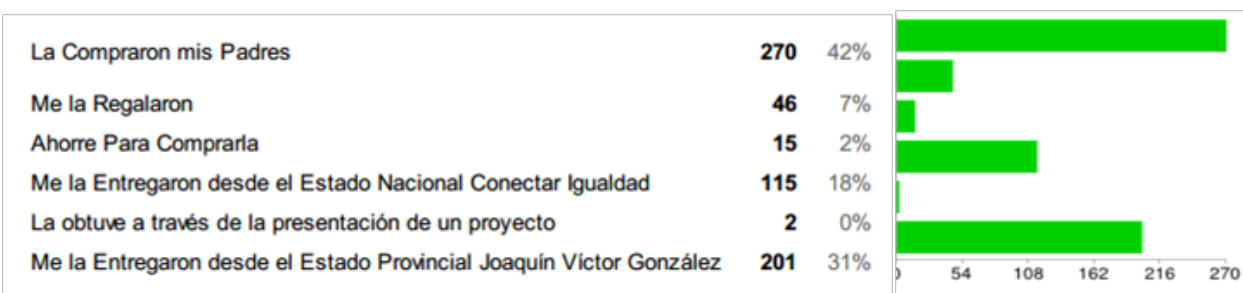 La Compraron mis Padres 270 42%
Me la Regalaron 46 7%
Ahorre Para Comprarla 15 2%
Me la Entregaron desde el Estado Nacional Conectar Igualdad 115 18%
La obtuve a través de la presentación de un proyecto 2 0%
Me la Entregaron desde el Estado Provincial Joaquín Víctor González 201 31%
54 108 162 216 270